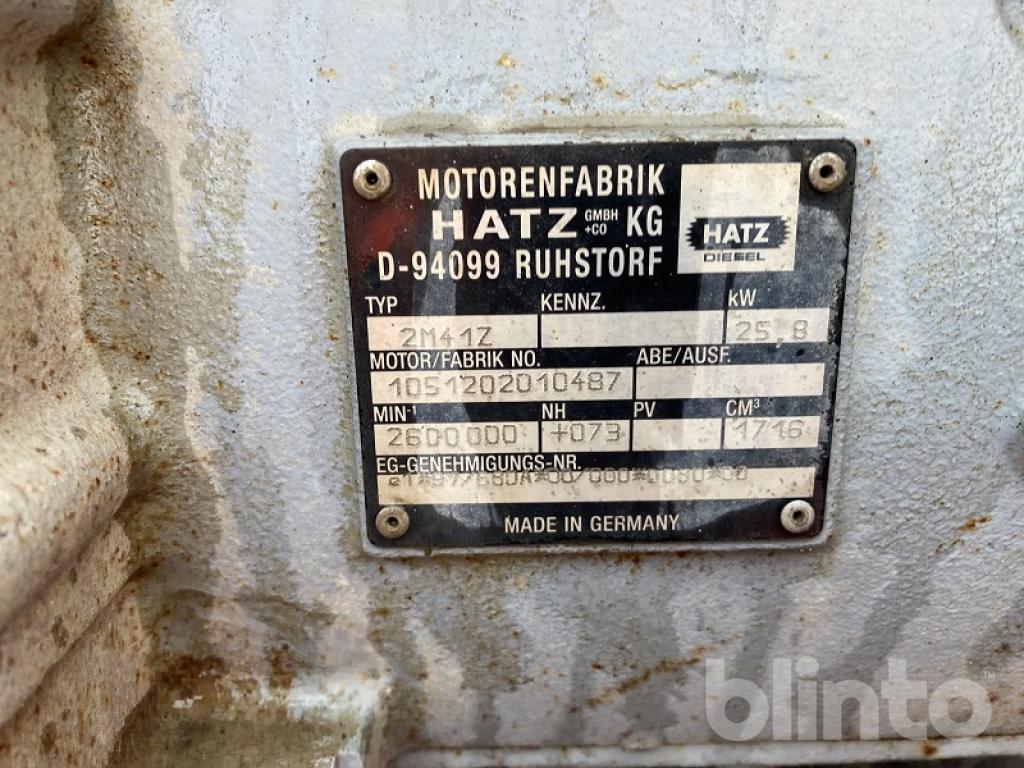 MOTORENFABRIK
HATZ GMBH +CO KG
D-94099 RUHSTORF
HATZ
DIESEL
TYP KENNZ. kW
2M41Z 25,8
MOTOR/FABRIK NO. ABE/AUSF.
1051202010487
MIN-1 NH PV CM³
2600,000 +073 1716
EG-GENEHMIGUNGS-NR.
MADE IN GERMANY
blinto™